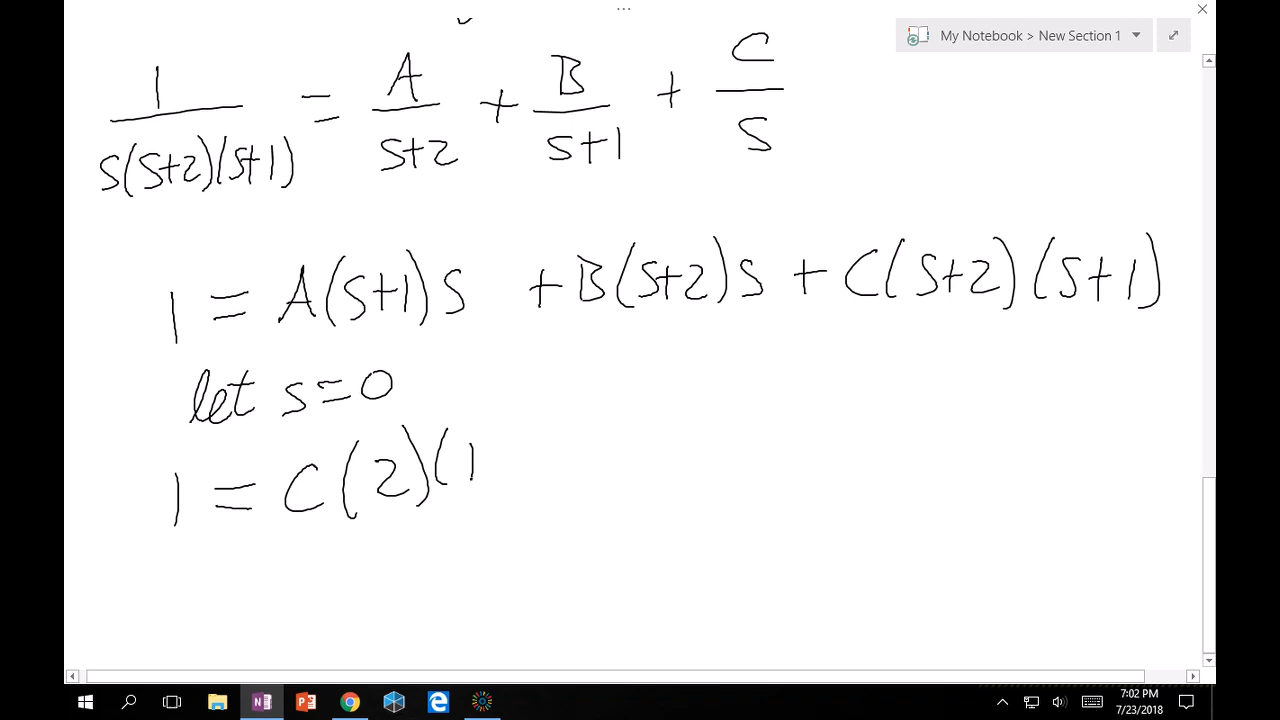 My Notebook > New Section 1
1/(s(s+2)(s+1)) = A/(s+2) + B/(s+1) + C/s
1 = A(s+1)s + B(s+2)s + C(s+2)(s+1)
let s=0
1 = C(2)(1
7:02 PM
7/23/2018